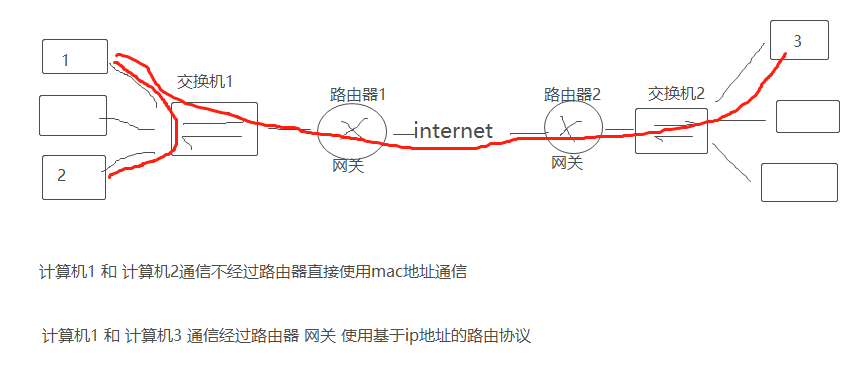 1
交换机1
路由器1
网关
internet
路由器2
网关
交换机2
3
2
计算机1 和 计算机2通信不经过路由器直接使用mac地址通信
计算机1 和 计算机3 通信经过路由器 网关 使用基于ip地址的路由协议